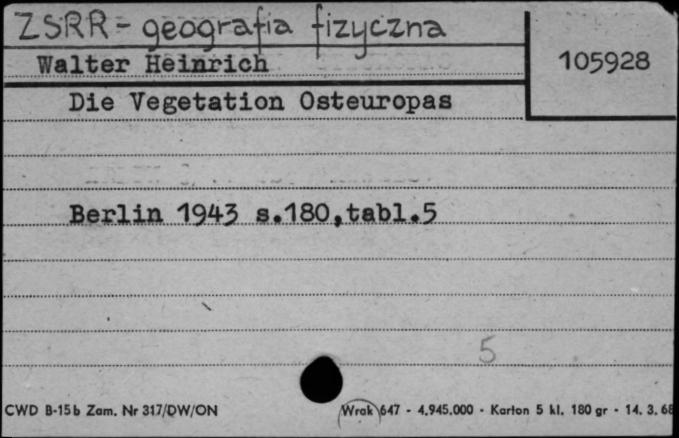 ZSRR - geografia fizyczna
Walter Heinrich
105928
Die Vegetation Osteuropas
Berlin 1943 s.180,tabl.5
5
CWD B-15b Zam. Nr 317/DW/ON
Wrak 647 - 4.945.000 - Karton 5 kl. 180 gr - 14. 3. 68